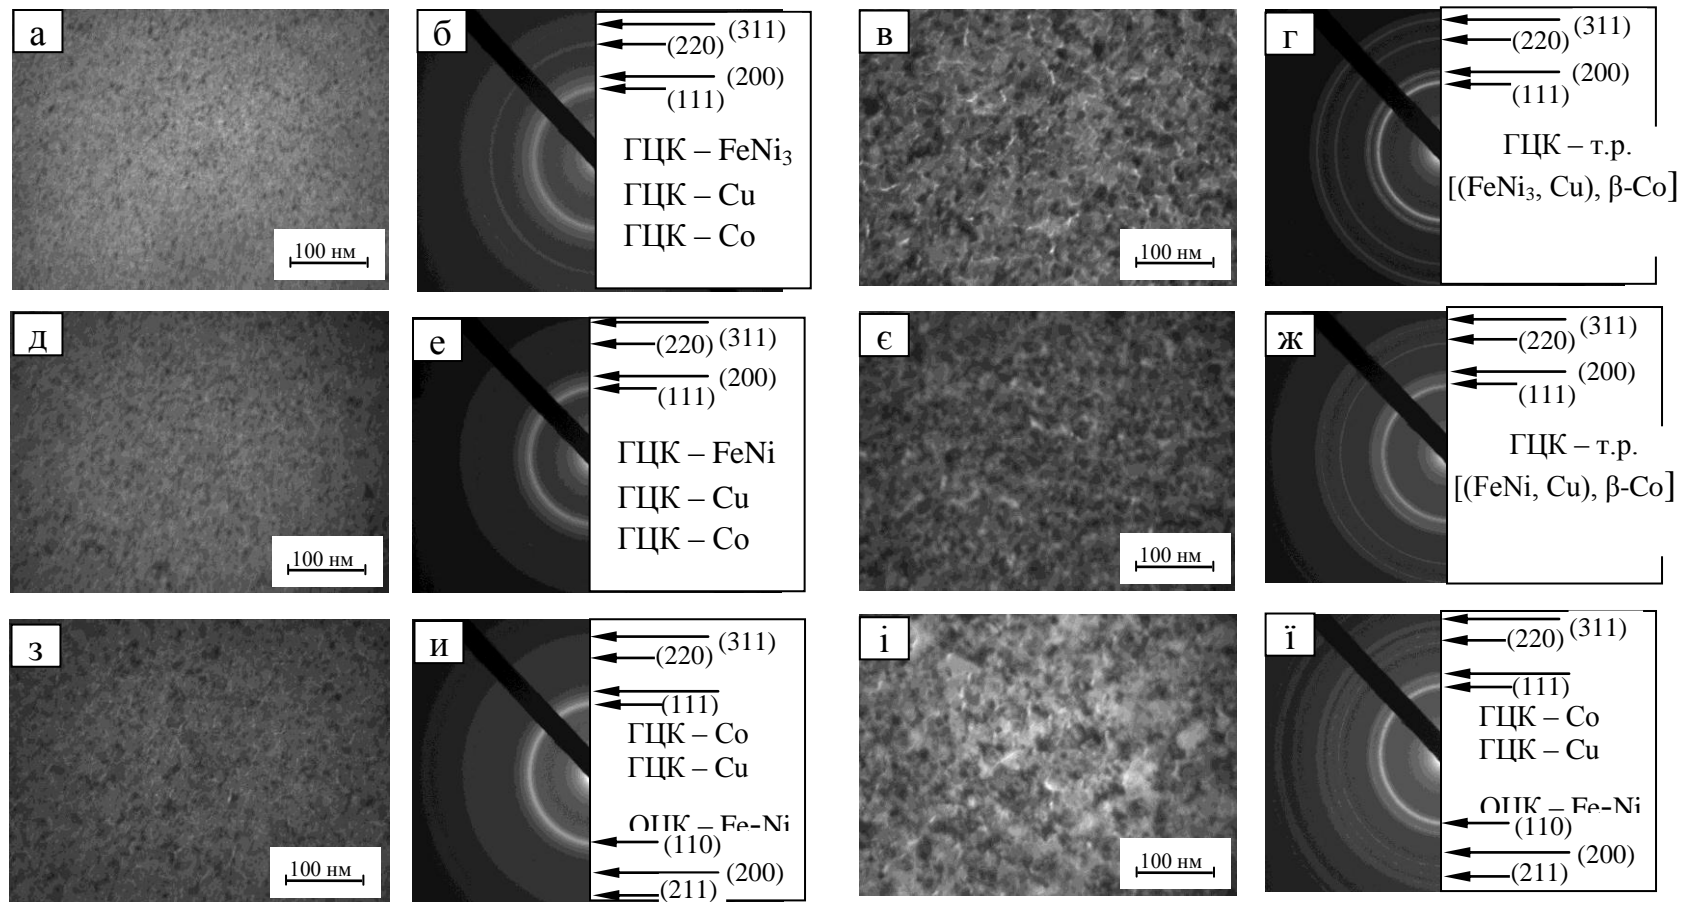 а
100 нм
б
(311)
(220)
(200)
(111)
ГЦК – FeNi₃
ГЦК – Cu
ГЦК – Co
в
100 нм
г
(311)
(220)
(200)
(111)
ГЦК – т.р.
[(FeNi₃, Cu), β-Co]
д
100 нм
е
(220) (311)
(200)
(111)
ГЦК – FeNi
ГЦК – Cu
ГЦК – Co
є
100 нм
ж
(311)
(220)
(200)
(111)
ГЦК – т.р.
[(FeNi, Cu), β-Co]
з
100 нм
и
(311)
(220)
(111)
ГЦК – Co
ГЦК – Cu
ОЦК – Fe-Ni
(110)
(200)
(211)
і
100 нм
ї
(311)
(220)
(111)
ГЦК – Co
ГЦК – Cu
ОЦК – Fe-Ni
(110)
(200)
(211)